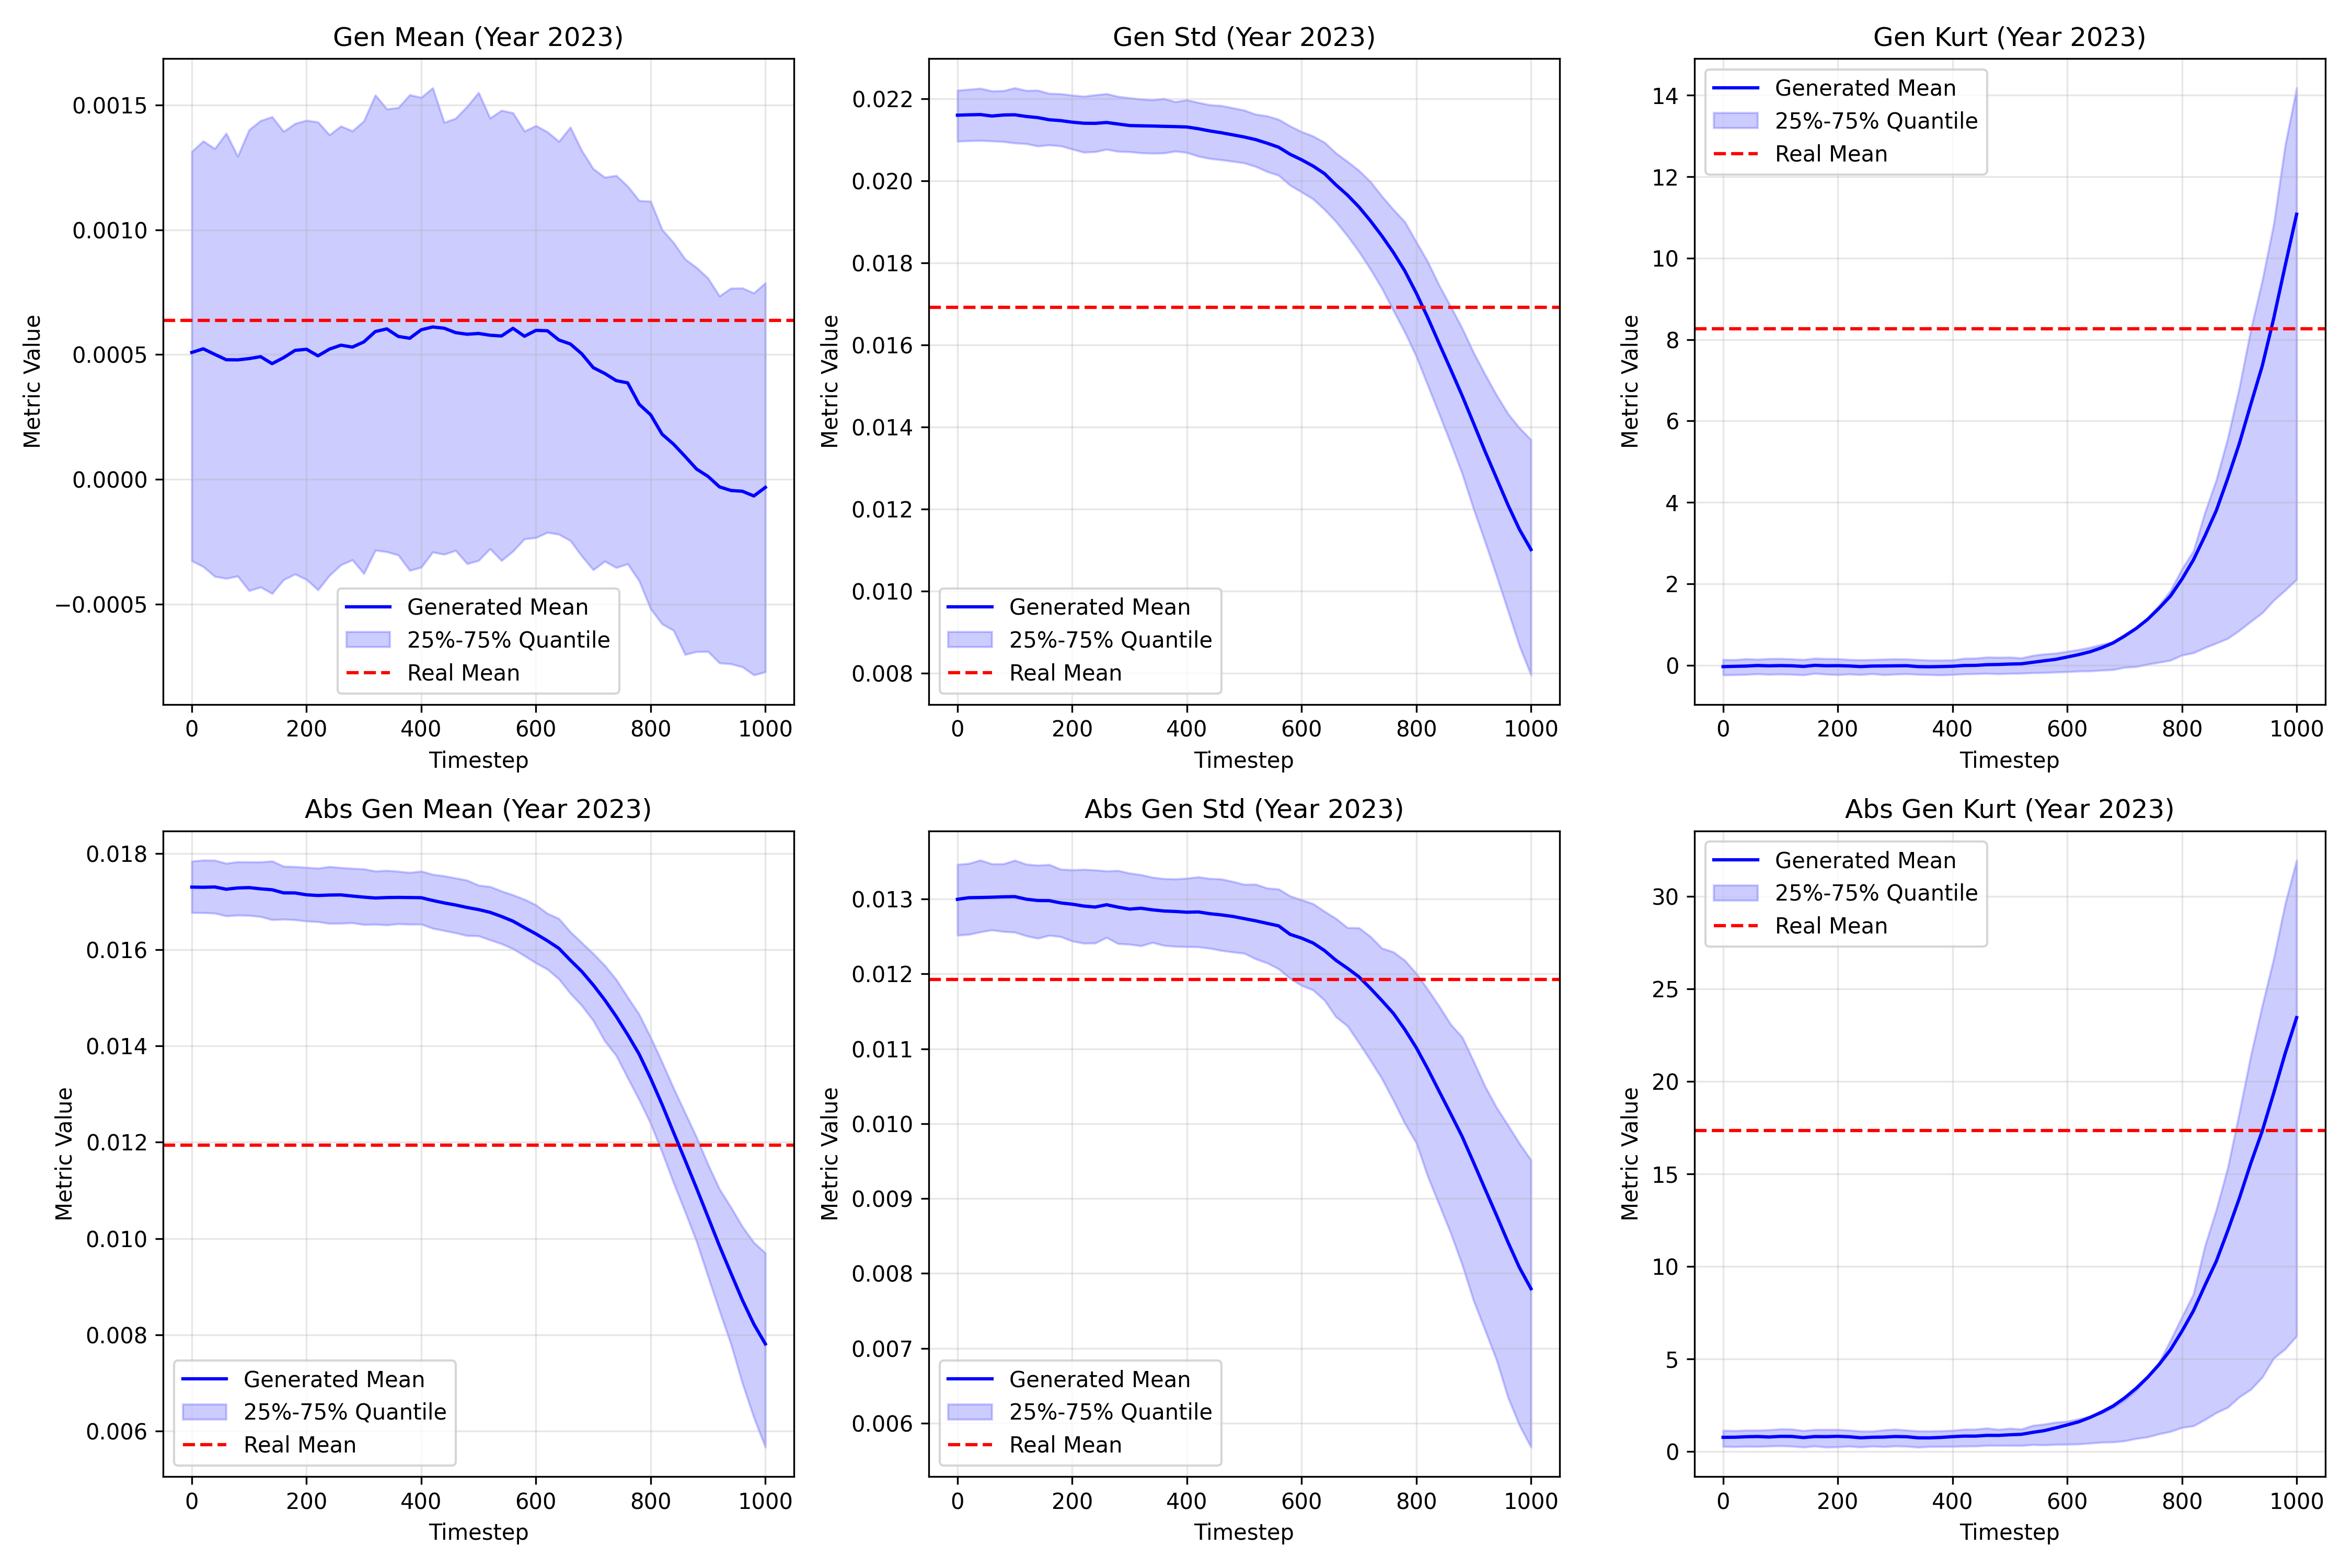 Gen Mean (Year 2023)
Metric Value
0.0015
0.0010
0.0005
0.0000
−0.0005
Generated Mean
25%-75% Quantile
Real Mean
0 200 400 600 800 1000
Timestep
Gen Std (Year 2023)
Metric Value
0.022
0.020
0.018
0.016
0.014
0.012
0.010
0.008
Generated Mean
25%-75% Quantile
Real Mean
0 200 400 600 800 1000
Timestep
Gen Kurt (Year 2023)
Metric Value
14
12
10
8
6
4
2
0
Generated Mean
25%-75% Quantile
Real Mean
0 200 400 600 800 1000
Timestep
Abs Gen Mean (Year 2023)
Metric Value
0.018
0.016
0.014
0.012
0.010
0.008
0.006
Generated Mean
25%-75% Quantile
Real Mean
0 200 400 600 800 1000
Timestep
Abs Gen Std (Year 2023)
Metric Value
0.013
0.012
0.011
0.010
0.009
0.008
0.007
0.006
Generated Mean
25%-75% Quantile
Real Mean
0 200 400 600 800 1000
Timestep
Abs Gen Kurt (Year 2023)
Metric Value
30
25
20
15
10
5
0
Generated Mean
25%-75% Quantile
Real Mean
0 200 400 600 800 1000
Timestep